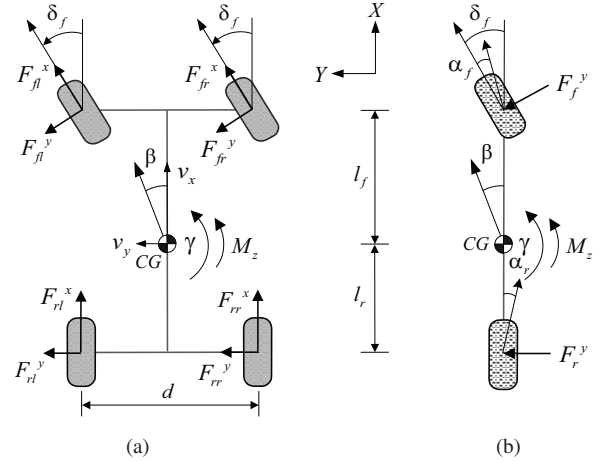 δ_f
δ_f
X
δ_f
F_fl^x
F_fr^x
Y
α_f
F_f^y
F_fl^y
F_fr^y
β
v_x
l_f
β
v_y
CG
γ
M_z
CG
γ
M_z
α_r
F_rl^x
F_rr^x
l_r
F_rl^y
F_rr^y
F_r^y
d
(a)
(b)